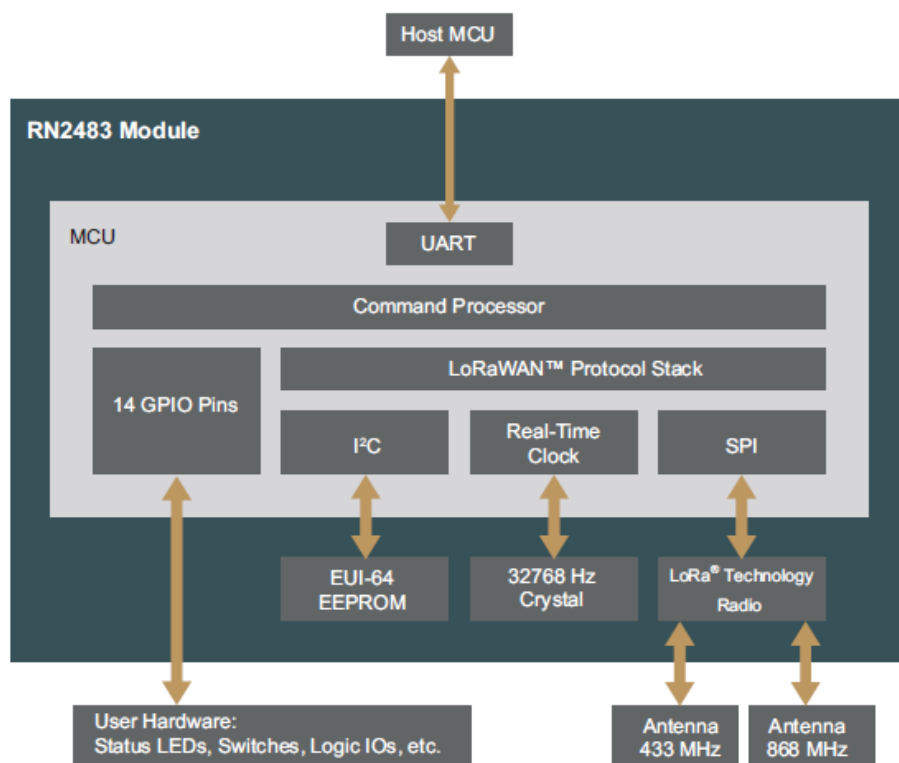 Host MCU
RN2483 Module
MCU
UART
Command Processor
14 GPIO Pins
LoRaWAN™ Protocol Stack
I²C
Real-Time
Clock
SPI
EUI-64
EEPROM
32768 Hz
Crystal
LoRa® Technology
Radio
User Hardware:
Status LEDs, Switches, Logic IOs, etc.
Antenna
433 MHz
Antenna
868 MHz